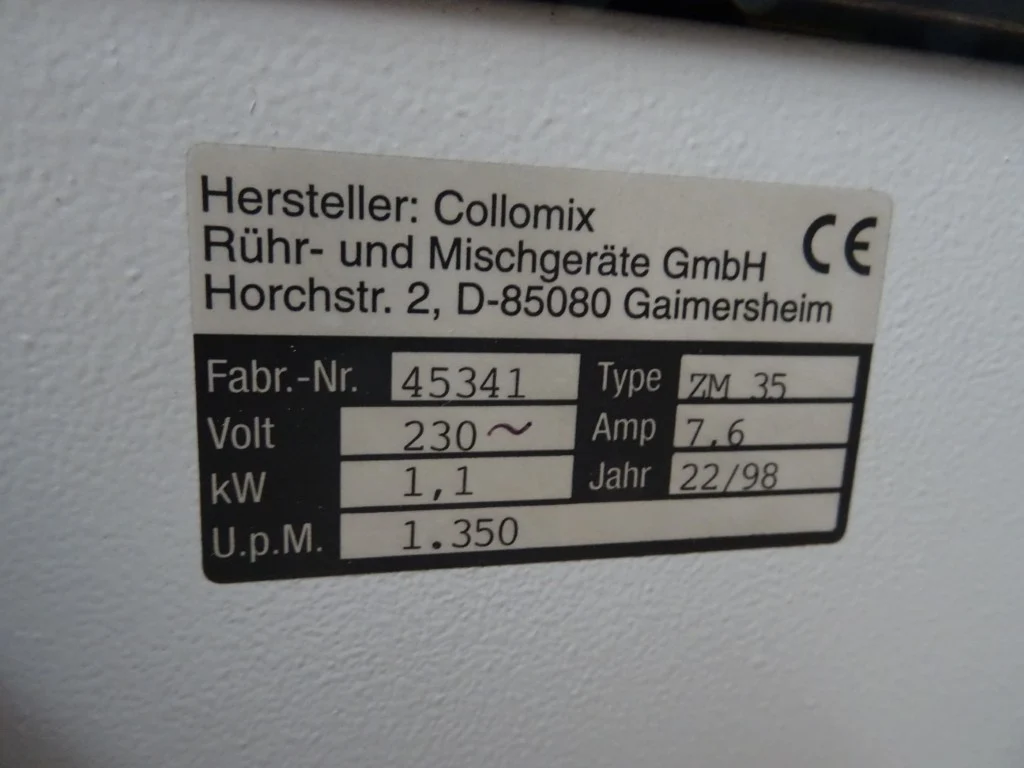 Hersteller: Collomix
Rühr- und Mischgeräte GmbH CE
Horchstr. 2, D-85080 Gaimersheim
Fabr.-Nr. 45341 Type ZM 35
Volt 230~ Amp 7,6
kW 1,1 Jahr 22/98
U.p.M. 1.350